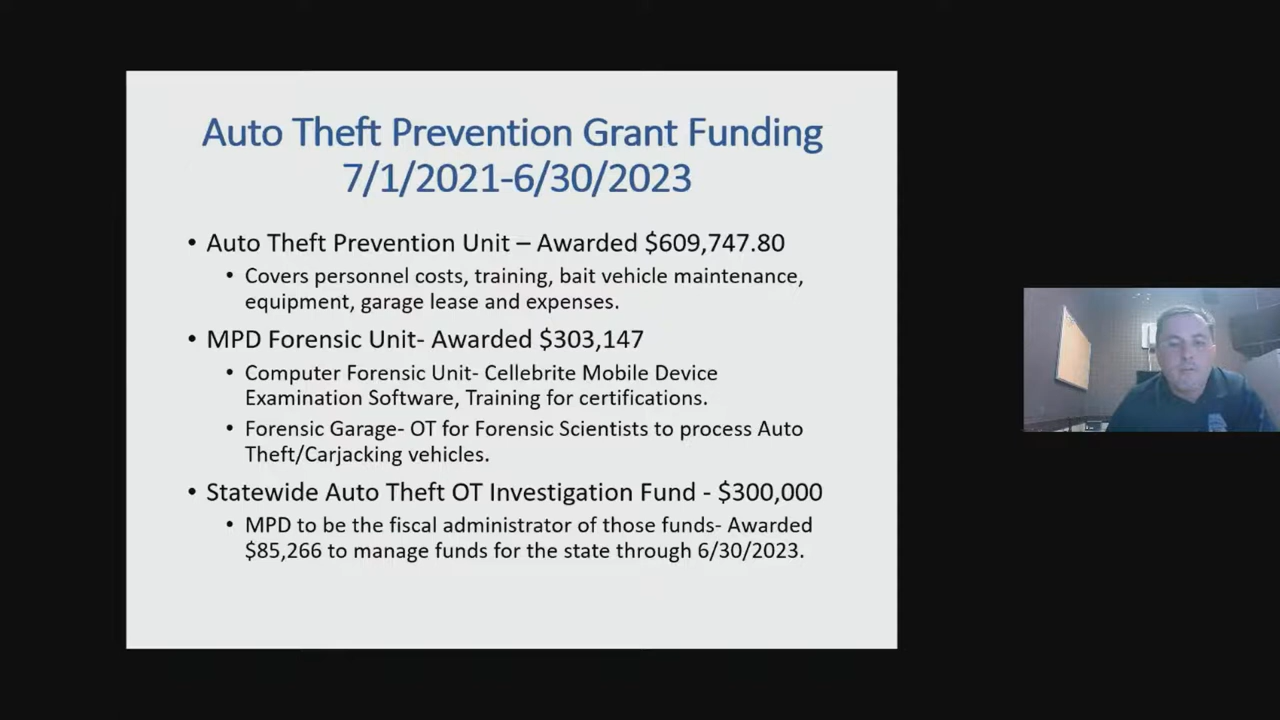 Auto Theft Prevention Grant Funding
7/1/2021-6/30/2023
• Auto Theft Prevention Unit – Awarded $609,747.80
• Covers personnel costs, training, bait vehicle maintenance,
equipment, garage lease and expenses.
• MPD Forensic Unit- Awarded $303,147
• Computer Forensic Unit- Cellebrite Mobile Device
Examination Software, Training for certifications.
• Forensic Garage- OT for Forensic Scientists to process Auto
Theft/Carjacking vehicles.
• Statewide Auto Theft OT Investigation Fund - $300,000
• MPD to be the fiscal administrator of those funds- Awarded
$85,266 to manage funds for the state through 6/30/2023.